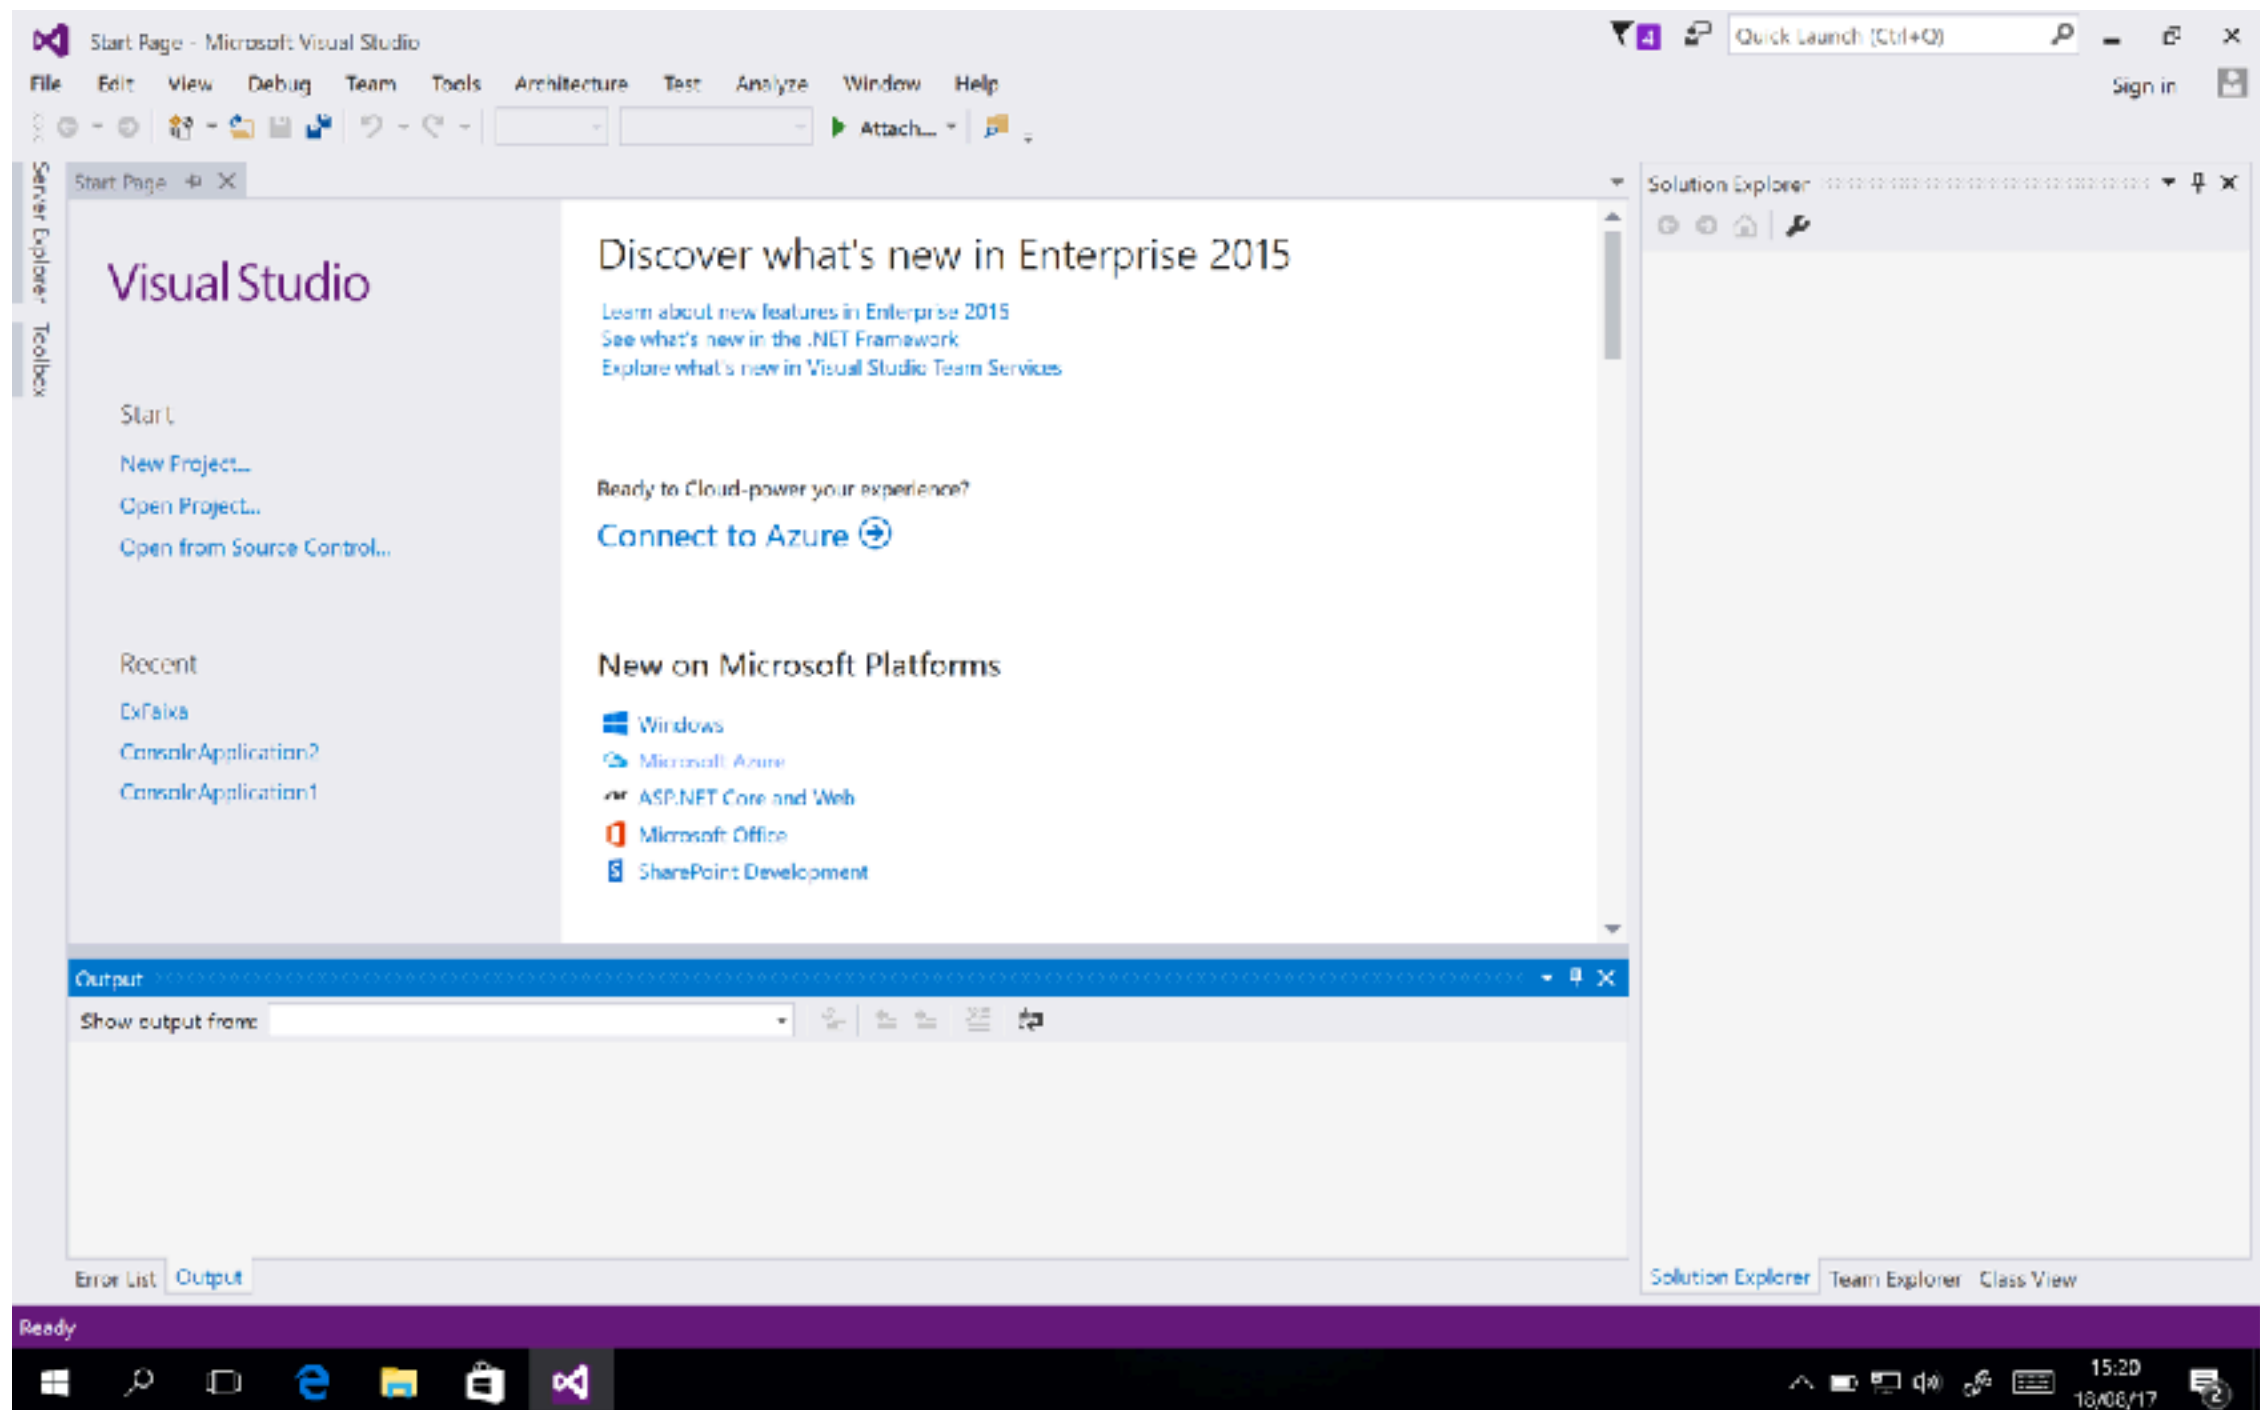 Start Page - Microsoft Visual Studio
4
Quick Launch (Ctrl+Q)
File Edit View Debug Team Tools Architecture Test Analyze Window Help
Sign in
Attach...
Server Explorer
Toolbox
Start Page
Visual Studio
Start
New Project...
Open Project...
Open from Source Control...
Recent
ExFaixa
ConsoleApplication2
ConsoleApplication1
Discover what's new in Enterprise 2015
Learn about new features in Enterprise 2015
See what's new in the .NET Framework
Explore what's new in Visual Studio Team Services
Ready to Cloud-power your experience?
Connect to Azure
New on Microsoft Platforms
Windows
Microsoft Azure
ASP.NET Core and Web
Microsoft Office
SharePoint Development
Solution Explorer
Output
Show output from:
Error List Output
Solution Explorer Team Explorer Class View
Ready
15:20
18/08/17
2